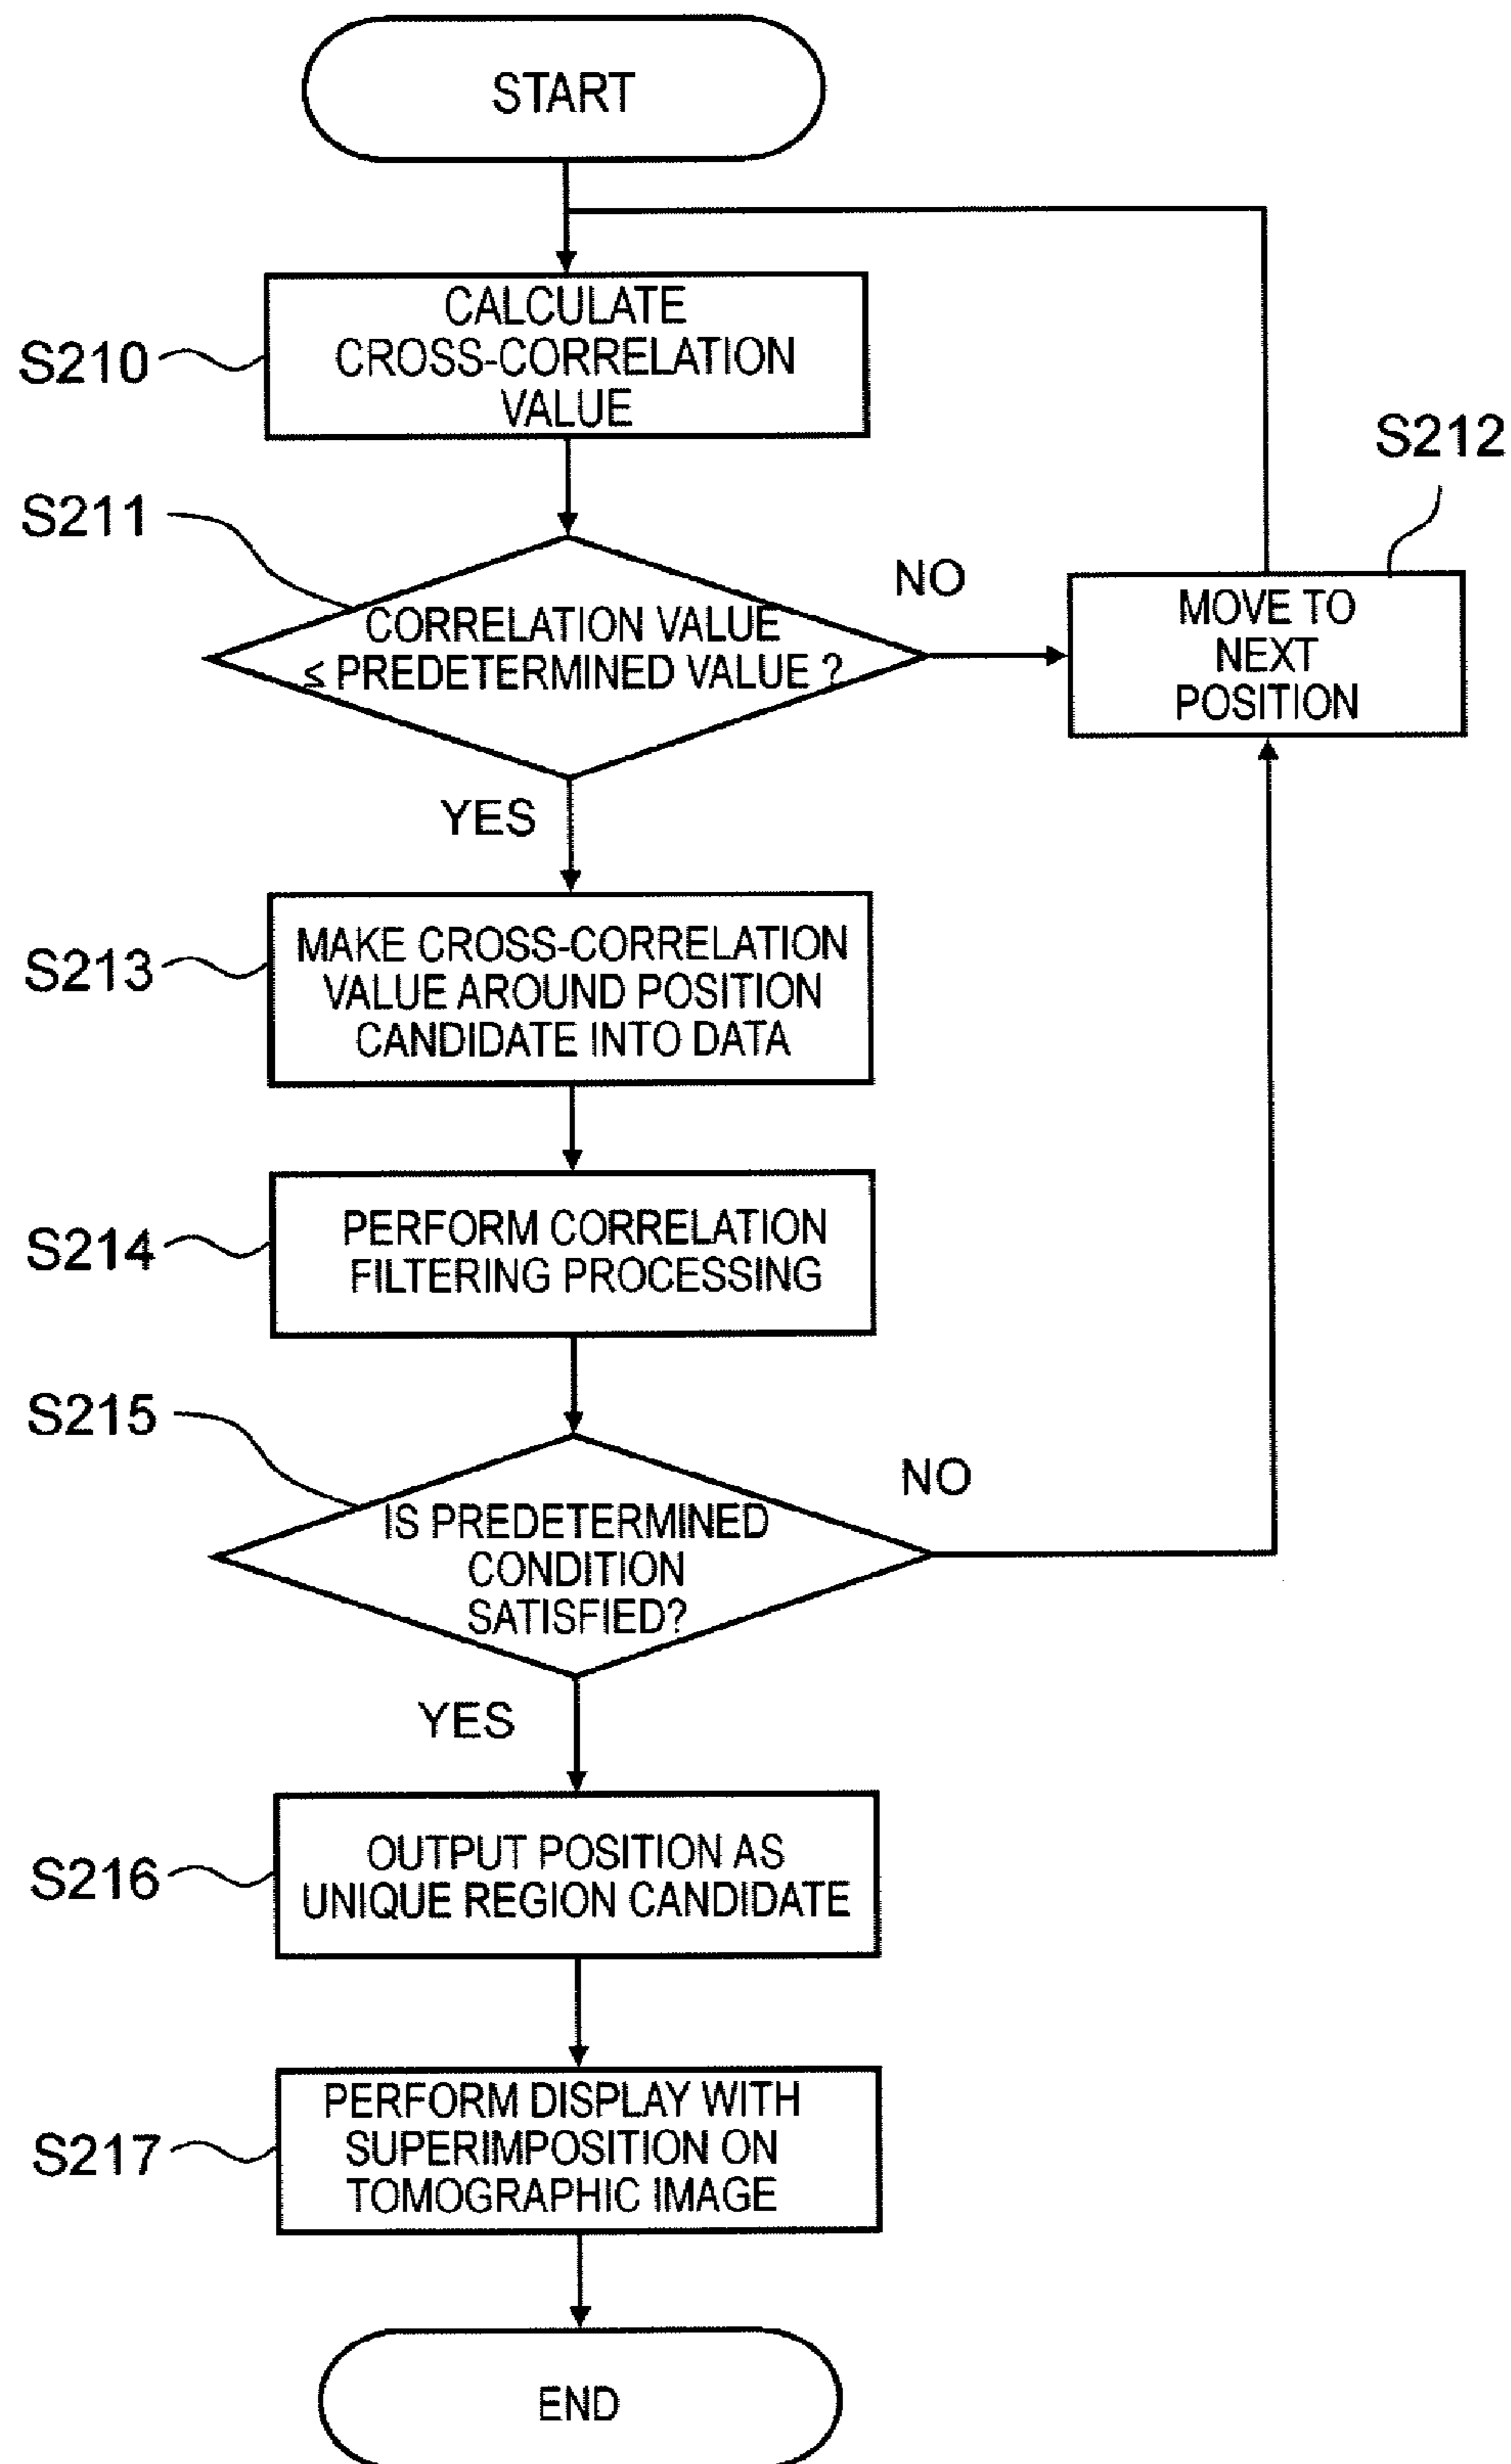 START
S210
CALCULATE
CROSS-CORRELATION
VALUE
S212
S211
CORRELATION VALUE
≤ PREDETERMINED VALUE ?
NO
MOVE TO
NEXT
POSITION
YES
S213
MAKE CROSS-CORRELATION
VALUE AROUND POSITION
CANDIDATE INTO DATA
S214
PERFORM CORRELATION
FILTERING PROCESSING
S215
IS PREDETERMINED
CONDITION
SATISFIED?
NO
YES
S216
OUTPUT POSITION AS
UNIQUE REGION CANDIDATE
S217
PERFORM DISPLAY WITH
SUPERIMPOSITION ON
TOMOGRAPHIC IMAGE
END